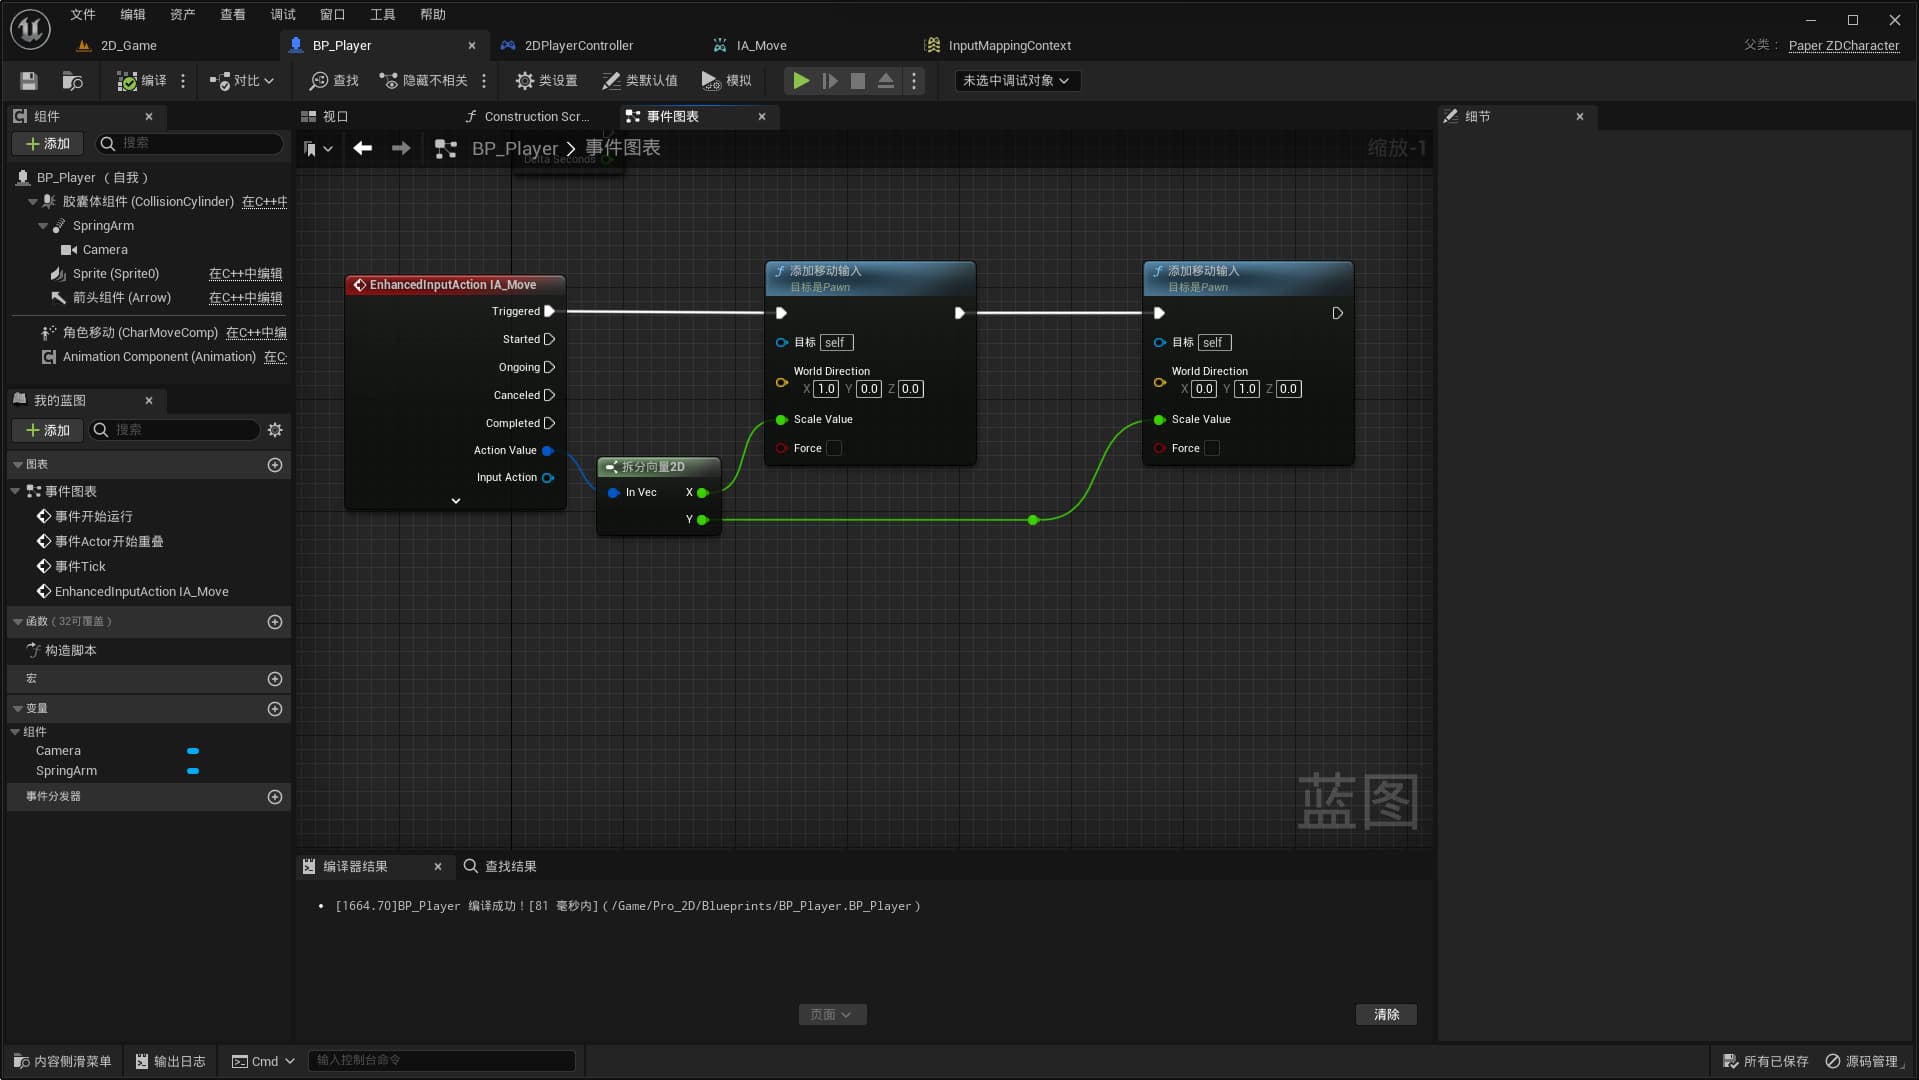 文件 编辑 资产 查看 调试 窗口 工具 帮助
2D_Game BP_Player 2DPlayerController IA_Move InputMappingContext 父类： Paper ZDCharacter
编译 对比 查找 隐藏不相关 类设置 类默认值 模拟 未选中调试对象
组件 视口 Construction Scr... 事件图表 细节
添加 搜索
BP_Player > 事件图表 缩放-1
Delta Seconds
BP_Player （自我）
胶囊体组件 (CollisionCylinder) 在C++中
SpringArm
Camera
Sprite (Sprite0) 在C++中编辑
箭头组件 (Arrow) 在C++中编辑
角色移动 (CharMoveComp) 在C++中编
Animation Component (Animation) 在C
我的蓝图
添加 搜索
图表
事件图表
事件开始运行
事件Actor开始重叠
事件Tick
EnhancedInputAction IA_Move
函数（32可覆盖）
构造脚本
宏
变量
组件
Camera
SpringArm
事件分发器
EnhancedInputAction IA_Move
Triggered
Started
Ongoing
Canceled
Completed
Action Value
Input Action
拆分向量2D
In Vec X
Y
添加移动输入
目标是Pawn
目标 self
World Direction
X 1.0 Y 0.0 Z 0.0
Scale Value
Force
添加移动输入
目标是Pawn
目标 self
World Direction
X 0.0 Y 1.0 Z 0.0
Scale Value
Force
蓝图
编译器结果 查找结果
• [1664.70]BP_Player 编译成功！[81 毫秒内]（/Game/Pro_2D/Blueprints/BP_Player.BP_Player）
页面 清除
内容侧滑菜单 输出日志 Cmd 输入控制台命令 所有已保存 源码管理